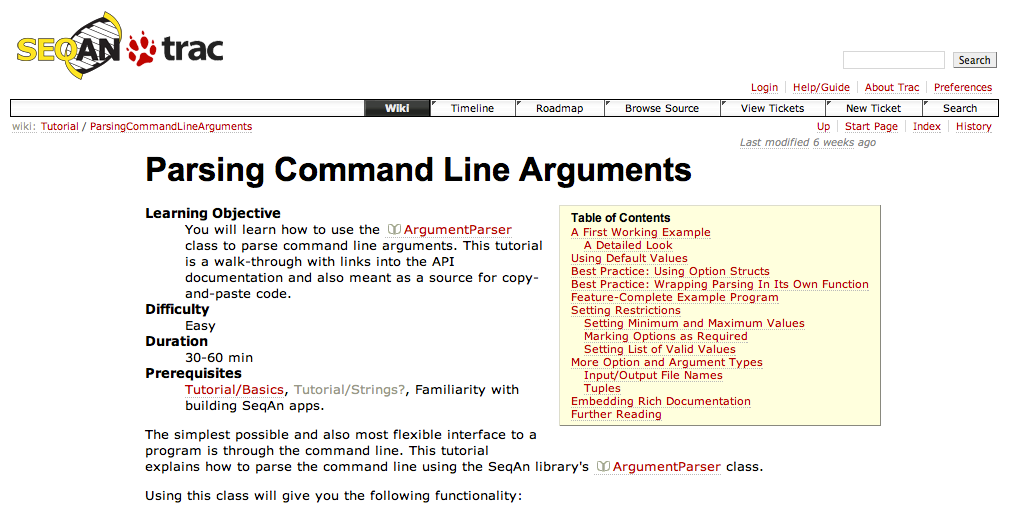 SEQAN trac
Search
Login Help/Guide About Trac Preferences
Wiki Timeline Roadmap Browse Source View Tickets New Ticket Search
wiki: Tutorial / ParsingCommandLineArguments
Up Start Page Index History
Last modified 6 weeks ago
Parsing Command Line Arguments
Learning Objective
You will learn how to use the ArgumentParser
class to parse command line arguments. This tutorial
is a walk-through with links into the API
documentation and also meant as a source for copy-
and-paste code.
Difficulty
Easy
Duration
30-60 min
Prerequisites
Tutorial/Basics, Tutorial/Strings?, Familiarity with
building SeqAn apps.
Table of Contents
A First Working Example
A Detailed Look
Using Default Values
Best Practice: Using Option Structs
Best Practice: Wrapping Parsing In Its Own Function
Feature-Complete Example Program
Setting Restrictions
Setting Minimum and Maximum Values
Marking Options as Required
Setting List of Valid Values
More Option and Argument Types
Input/Output File Names
Tuples
Embedding Rich Documentation
Further Reading
The simplest possible and also most flexible interface to a
program is through the command line. This tutorial
explains how to parse the command line using the SeqAn library's ArgumentParser class.
Using this class will give you the following functionality: